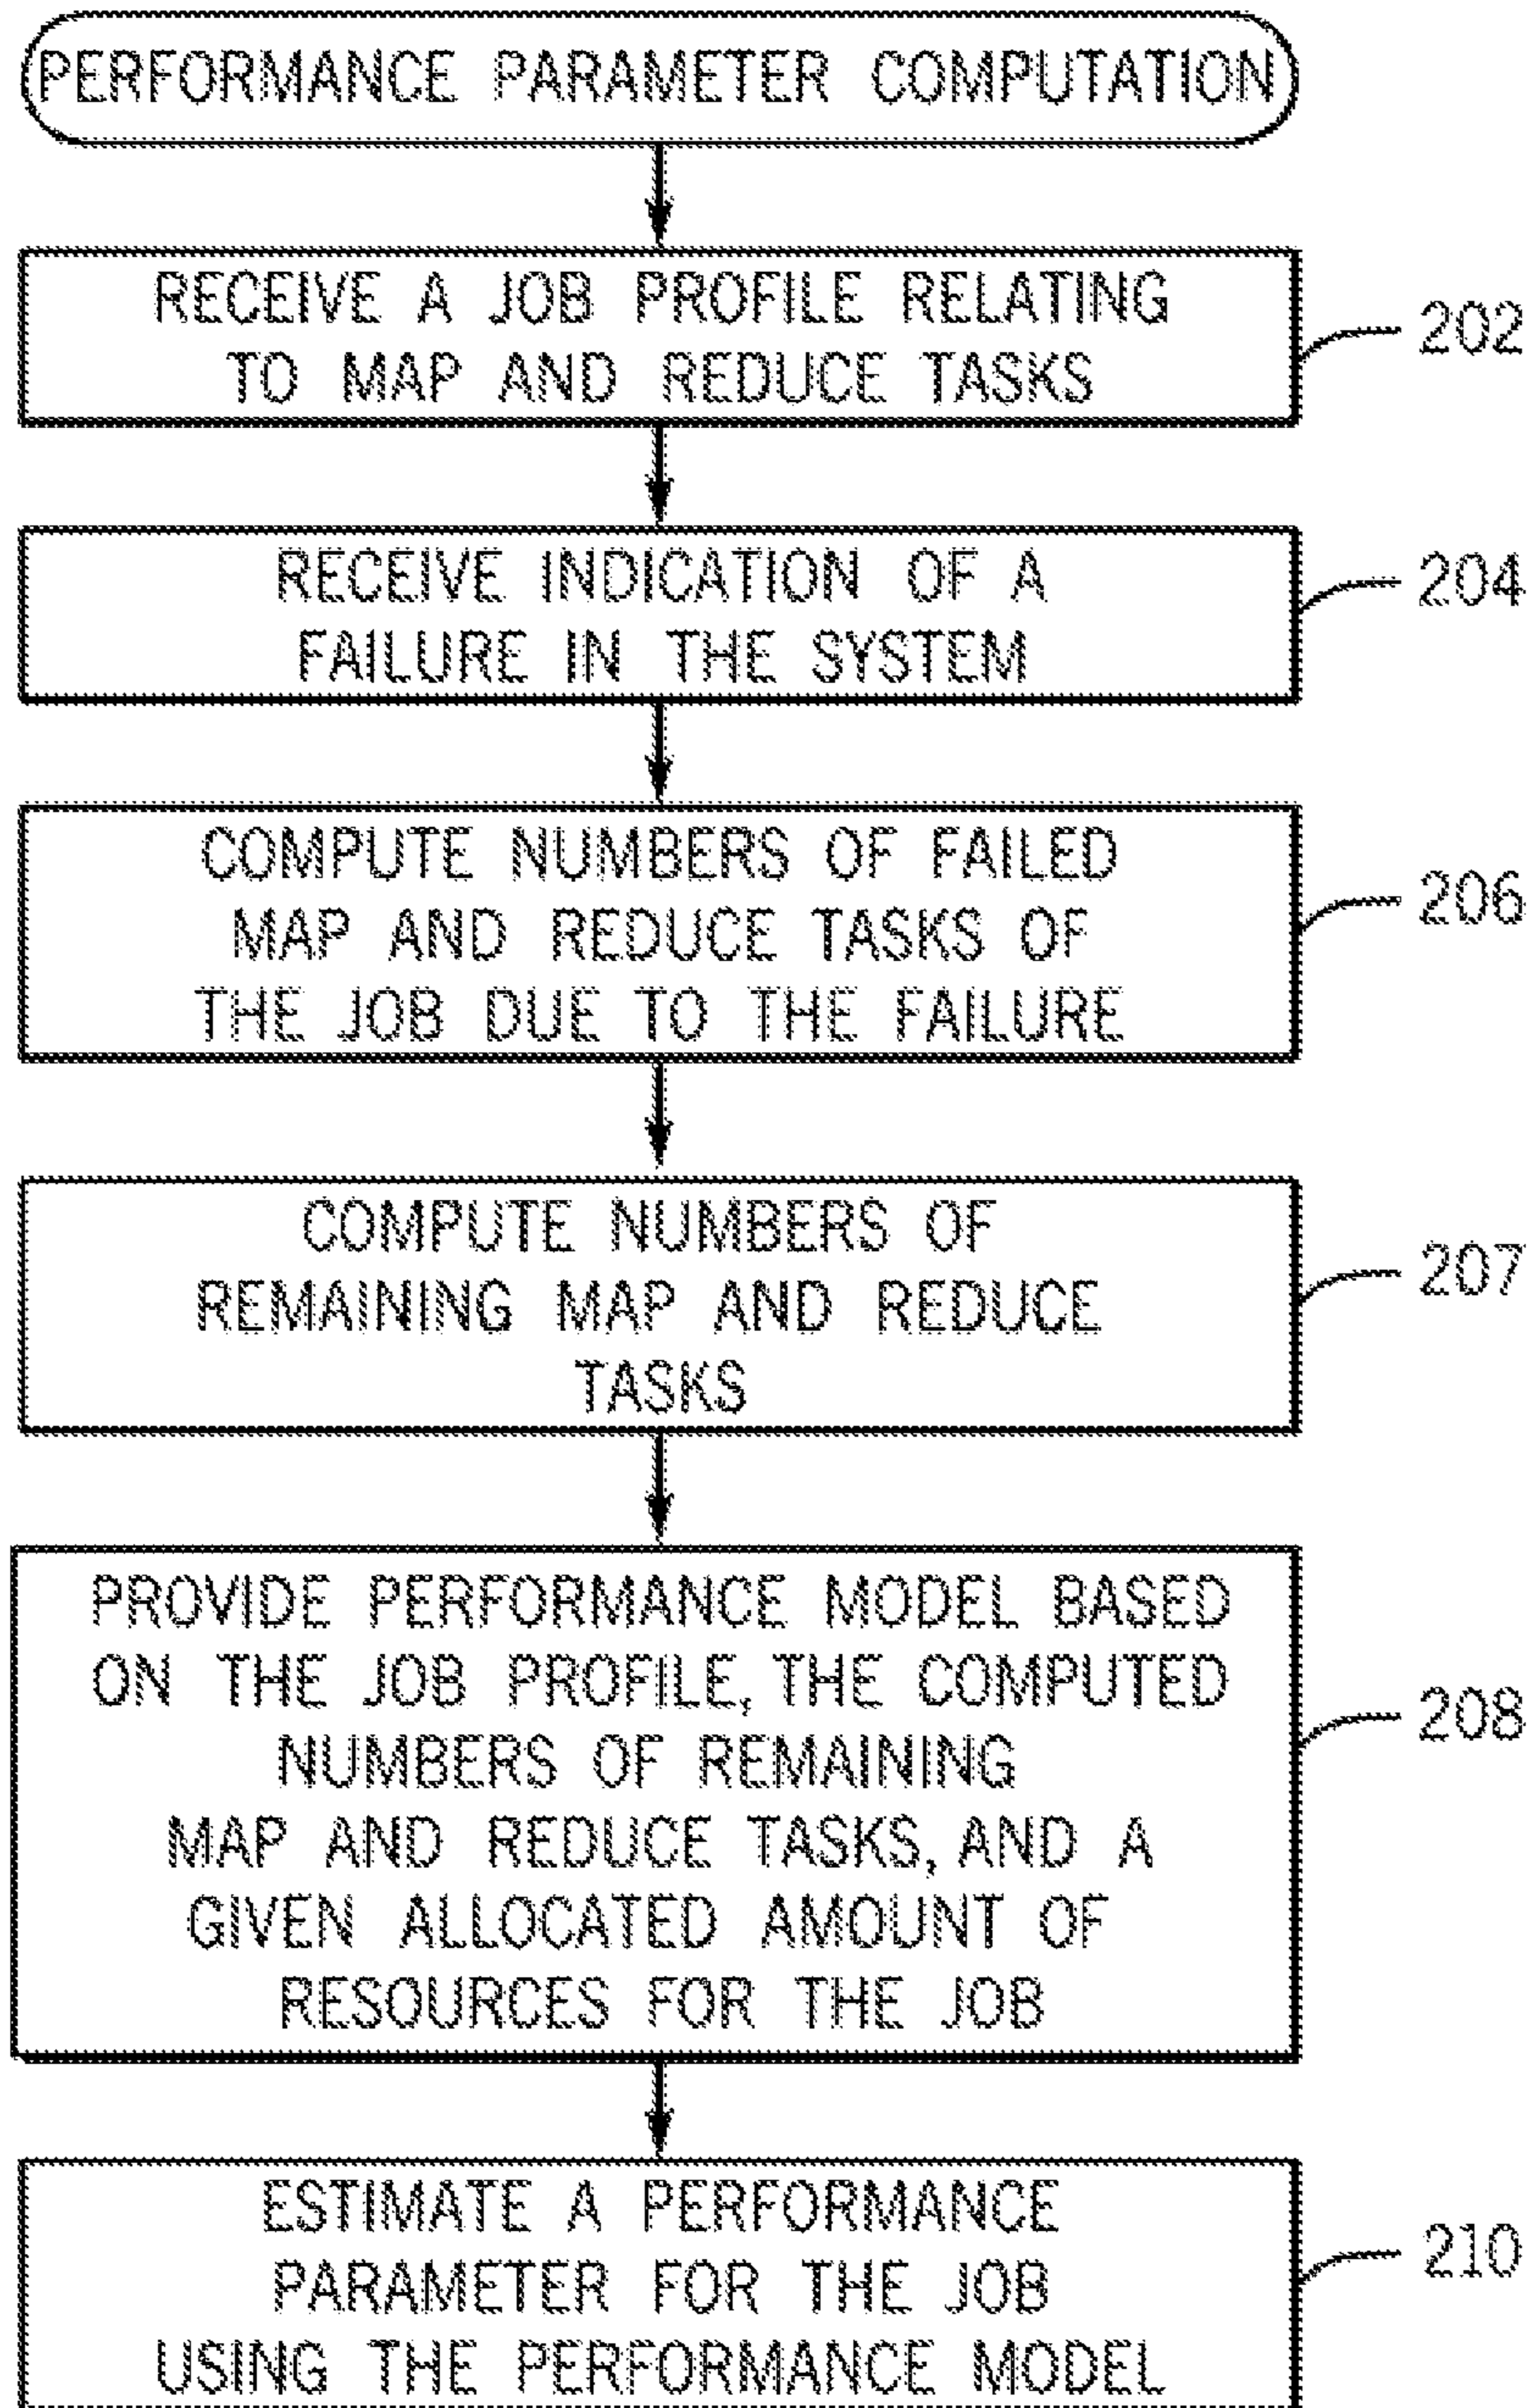 PERFORMANCE PARAMETER COMPUTATION
RECEIVE A JOB PROFILE RELATING
TO MAP AND REDUCE TASKS
202
RECEIVE INDICATION OF A
FAILURE IN THE SYSTEM
204
COMPUTE NUMBERS OF FAILED
MAP AND REDUCE TASKS OF
THE JOB DUE TO THE FAILURE
206
COMPUTE NUMBERS OF
REMAINING MAP AND REDUCE
TASKS
207
PROVIDE PERFORMANCE MODEL BASED
ON THE JOB PROFILE, THE COMPUTED
NUMBERS OF REMAINING
MAP AND REDUCE TASKS, AND A
GIVEN ALLOCATED AMOUNT OF
RESOURCES FOR THE JOB
208
ESTIMATE A PERFORMANCE
PARAMETER FOR THE JOB
USING THE PERFORMANCE MODEL
210